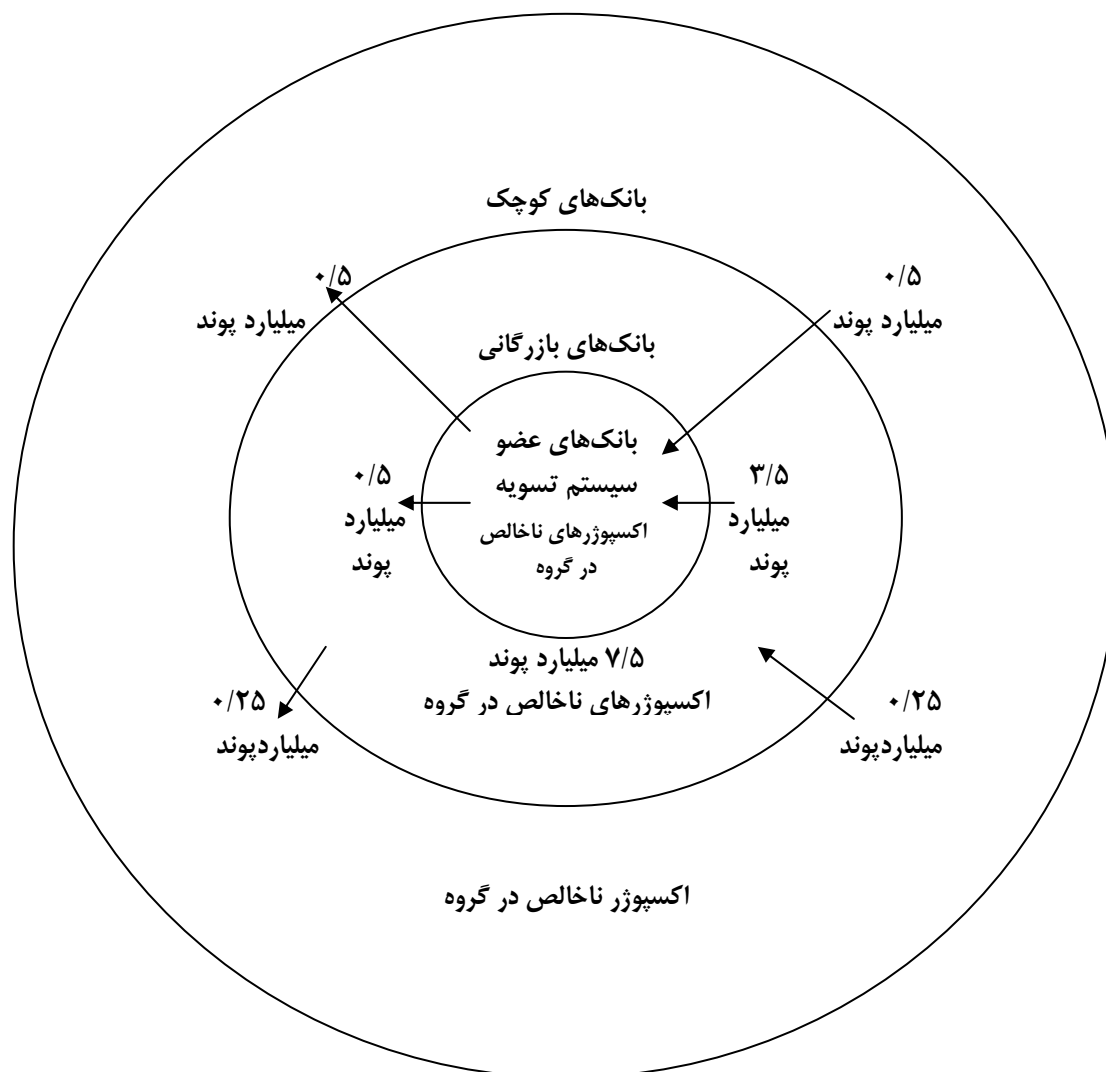 بانک‌های کوچک
۰/۵
میلیارد پوند
۰/۵
میلیارد پوند
بانک‌های بازرگانی
بانک‌های عضو
سیستم تسویه
اکسپوژرهای ناخالص
در گروه
۳/۵
میلیارد
پوند
۰/۵
میلیارد
پوند
۷/۵ میلیارد پوند
اکسپوژرهای ناخالص در گروه
۰/۲۵
میلیاردپوند
۰/۲۵
میلیاردپوند
اکسپوژر ناخالص در گروه